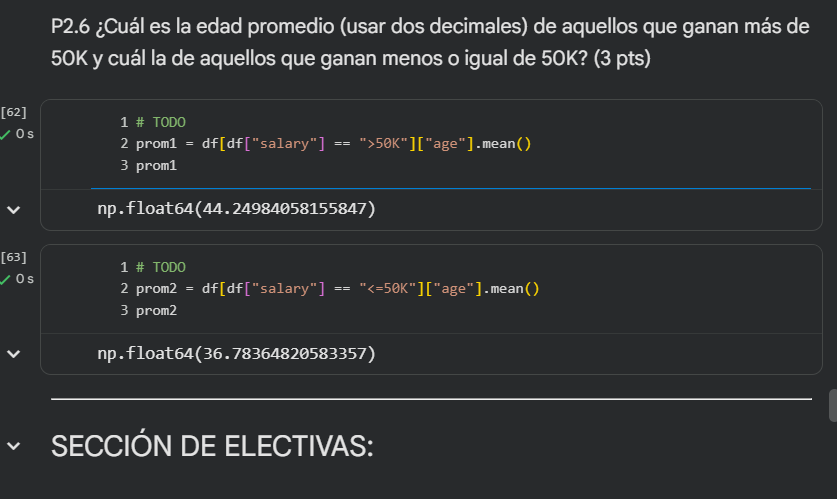 P2.6 ¿Cuál es la edad promedio (usar dos decimales) de aquellos que ganan más de
50K y cuál la de aquellos que ganan menos o igual de 50K? (3 pts)
[62]
0 s
1 # TODO
2 prom1 = df[df["salary"] == ">50K"]["age"].mean()
3 prom1
np.float64(44.24984058155847)
[63]
0 s
1 # TODO
2 prom2 = df[df["salary"] == "<=50K"]["age"].mean()
3 prom2
np.float64(36.78364820583357)
SECCIÓN DE ELECTIVAS: